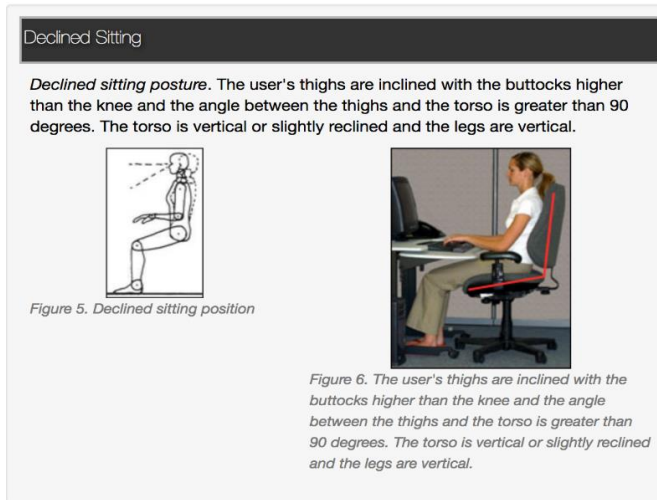 Declined Sitting
Declined sitting posture. The user's thighs are inclined with the buttocks higher
than the knee and the angle between the thighs and the torso is greater than 90
degrees. The torso is vertical or slightly reclined and the legs are vertical.
Figure 5. Declined sitting position
Figure 6. The user's thighs are inclined with the
buttocks higher than the knee and the angle
between the thighs and the torso is greater than
90 degrees. The torso is vertical or slightly reclined
and the legs are vertical.